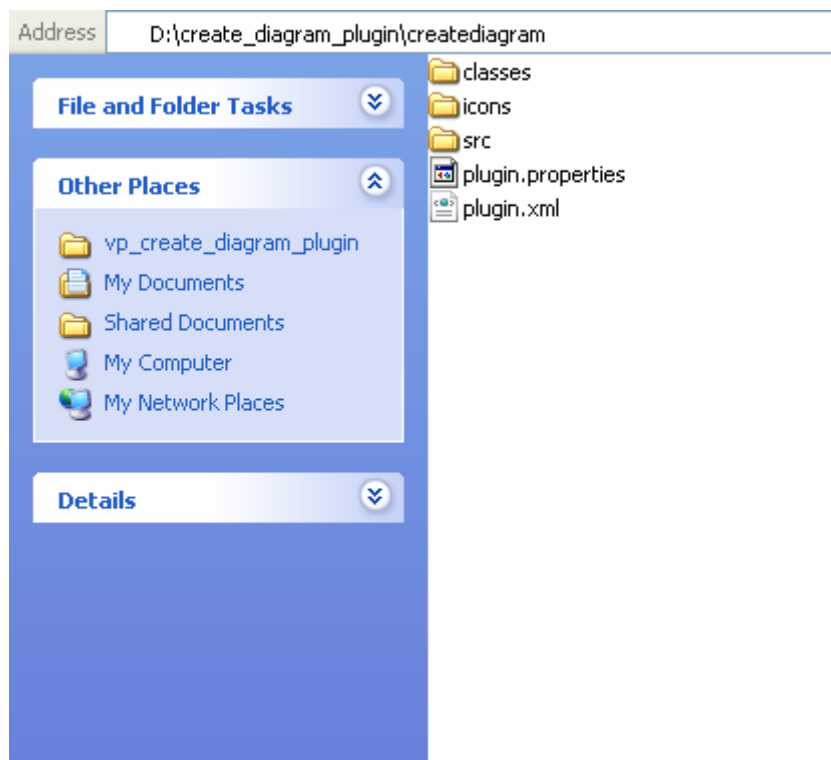 Address D:\create_diagram_plugin\creatediagram
File and Folder Tasks
Other Places
vp_create_diagram_plugin
My Documents
Shared Documents
My Computer
My Network Places
Details
classes
icons
src
plugin.properties
plugin.xml